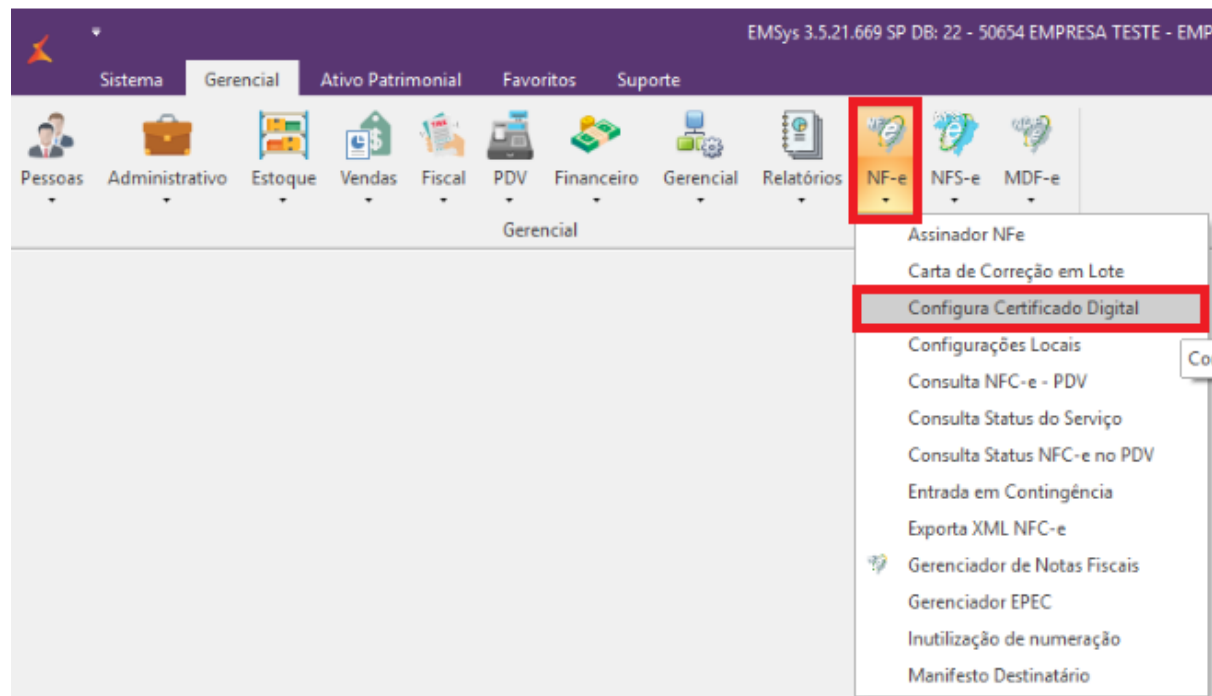 EMSys 3.5.21.669 SP DB: 22 - 50654 EMPRESA TESTE - EMP
Sistema Gerencial Ativo Patrimonial Favoritos Suporte
Pessoas Administrativo Estoque Vendas Fiscal PDV Financeiro Gerencial Relatórios NF-e NFS-e MDF-e
Gerencial
Assinador NFe
Carta de Correção em Lote
Configura Certificado Digital
Configurações Locais
Co
Consulta NFC-e - PDV
Consulta Status do Serviço
Consulta Status NFC-e no PDV
Entrada em Contingência
Exporta XML NFC-e
Gerenciador de Notas Fiscais
Gerenciador EPEC
Inutilização de numeração
Manifesto Destinatário